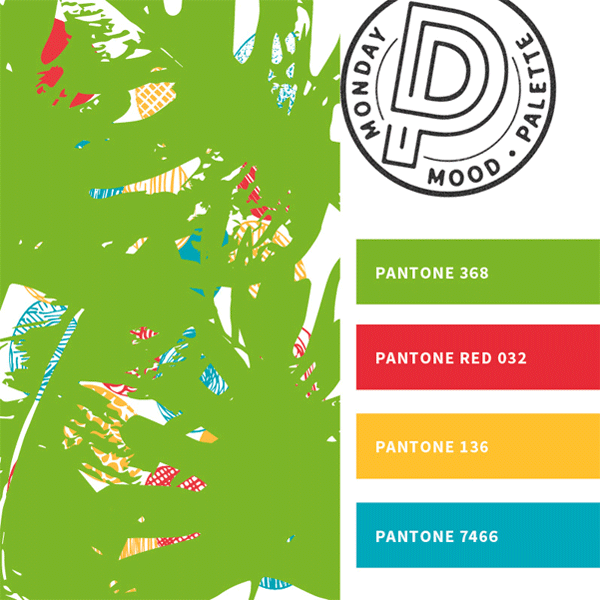 MONDAY MOOD • PALETTE
PANTONE 368
PANTONE RED 032
PANTONE 136
PANTONE 7466